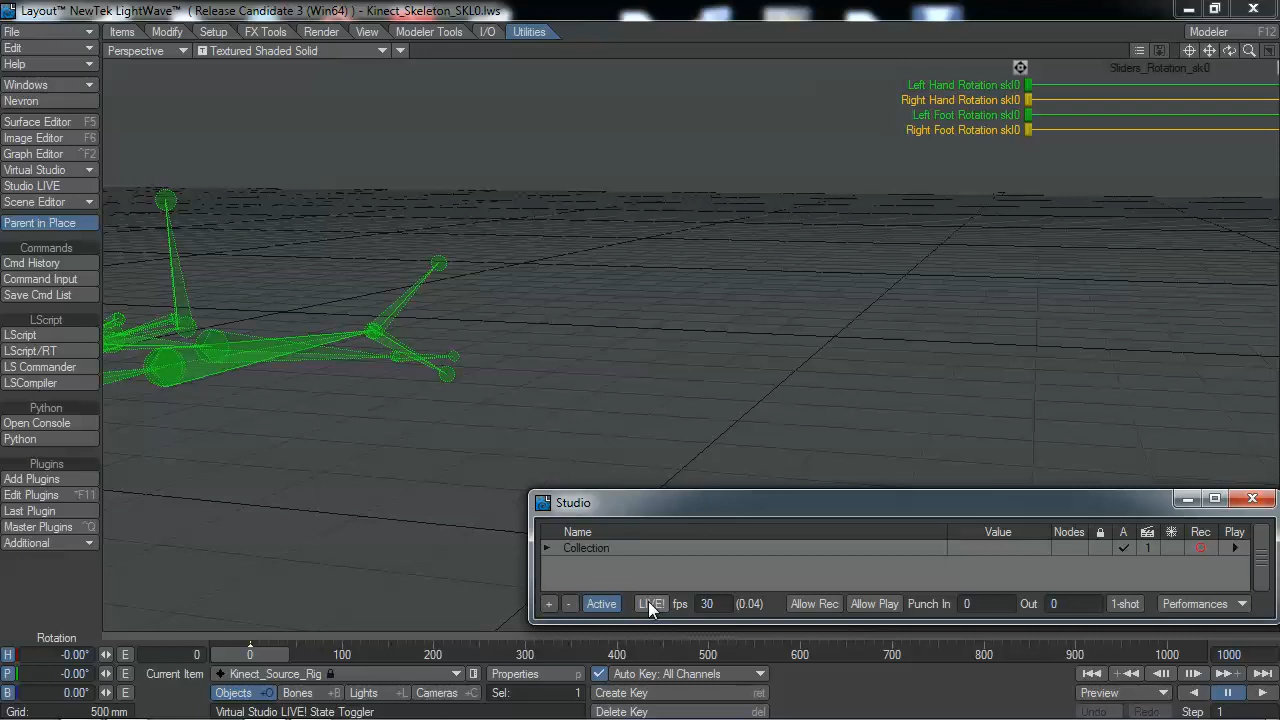 Layout™ NewTek LightWave™ ( Release Candidate 3 (Win64) ) - Kinect_Skeleton_SKL0.lws
File
Items
Modify
Setup
FX Tools
Render
View
Modeler Tools
I/O
Utilities
Modeler F12
Edit
Perspective
Textured Shaded Solid
Help
Sliders_Rotation_skl0
Windows
Left Hand Rotation skl0
Nevron
Right Hand Rotation skl0
Left Foot Rotation skl0
Surface Editor F5
Right Foot Rotation skl0
Image Editor F6
Graph Editor ^F2
Virtual Studio
Studio LIVE
Scene Editor
Parent in Place
Commands
Cmd History
Command Input
Save Cmd List
LScript
LScript
LScript/RT
LS Commander
LSCompiler
Python
Open Console
Python
Plugins
Add Plugins
Edit Plugins ^F11
Last Plugin
Master Plugins ^Q
Additional
Studio
Name
Value
Nodes
A
Rec
Play
Collection
1
+
-
Active
LIVE!
fps
30
(0.04)
Allow Rec
Allow Play
Punch In
0
Out
0
1-shot
Performances
Rotation
H -0.00° E
0
0 100 200 300 400 500 600 700 800 900 1000
1000
P -0.00° E
Current Item
Kinect_Source_Rig
Properties p
Auto Key: All Channels
B 0.00° E
Objects +O
Bones +B
Lights +L
Cameras +C
Sel: 1
Create Key ret
Preview
Grid: 500 mm
Virtual Studio LIVE! State Toggler
Delete Key del
Undo
Redo
Step 1